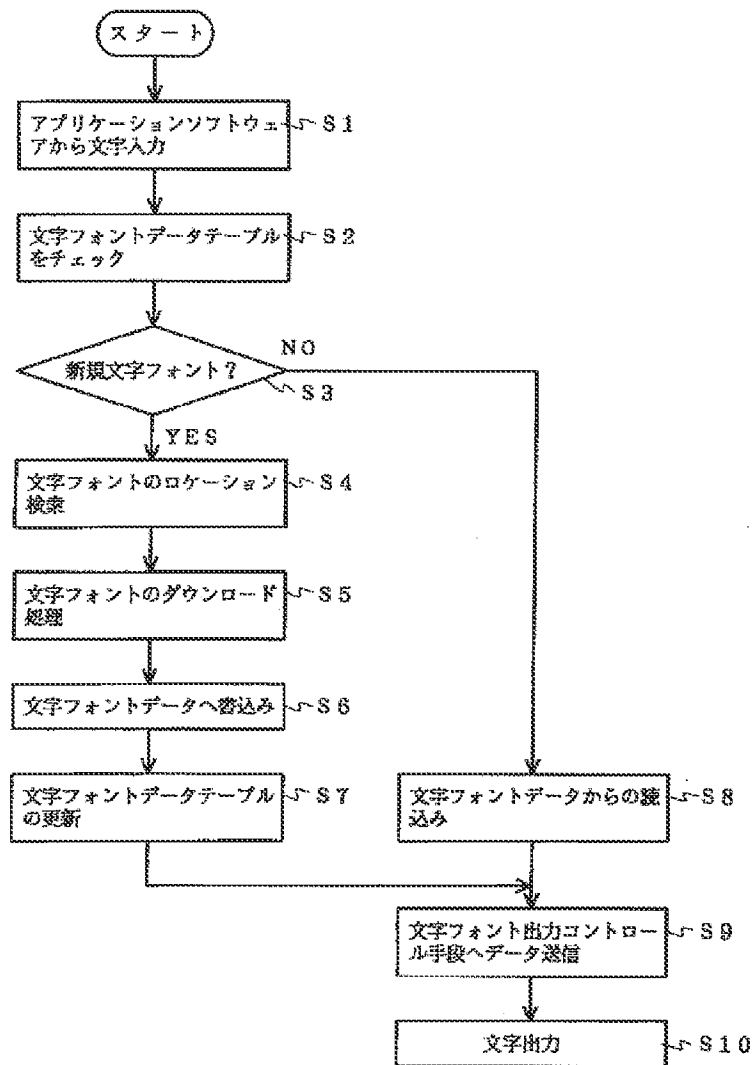 スタート
アプリケーションソフトウェ
アから文字入力
S1
文字フォントデータテーブル
をチェック
S2
新規文字フォント?
NO
S3
YES
文字フォントのロケーション
検索
S4
文字フォントのダウンロード
処理
S5
文字フォントデータへ書込み
S6
文字フォントデータテーブル
の更新
S7
文字フォントデータからの読
込み
S8
文字フォント出力コントロー
ル手段へデータ送信
S9
文字出力
S10